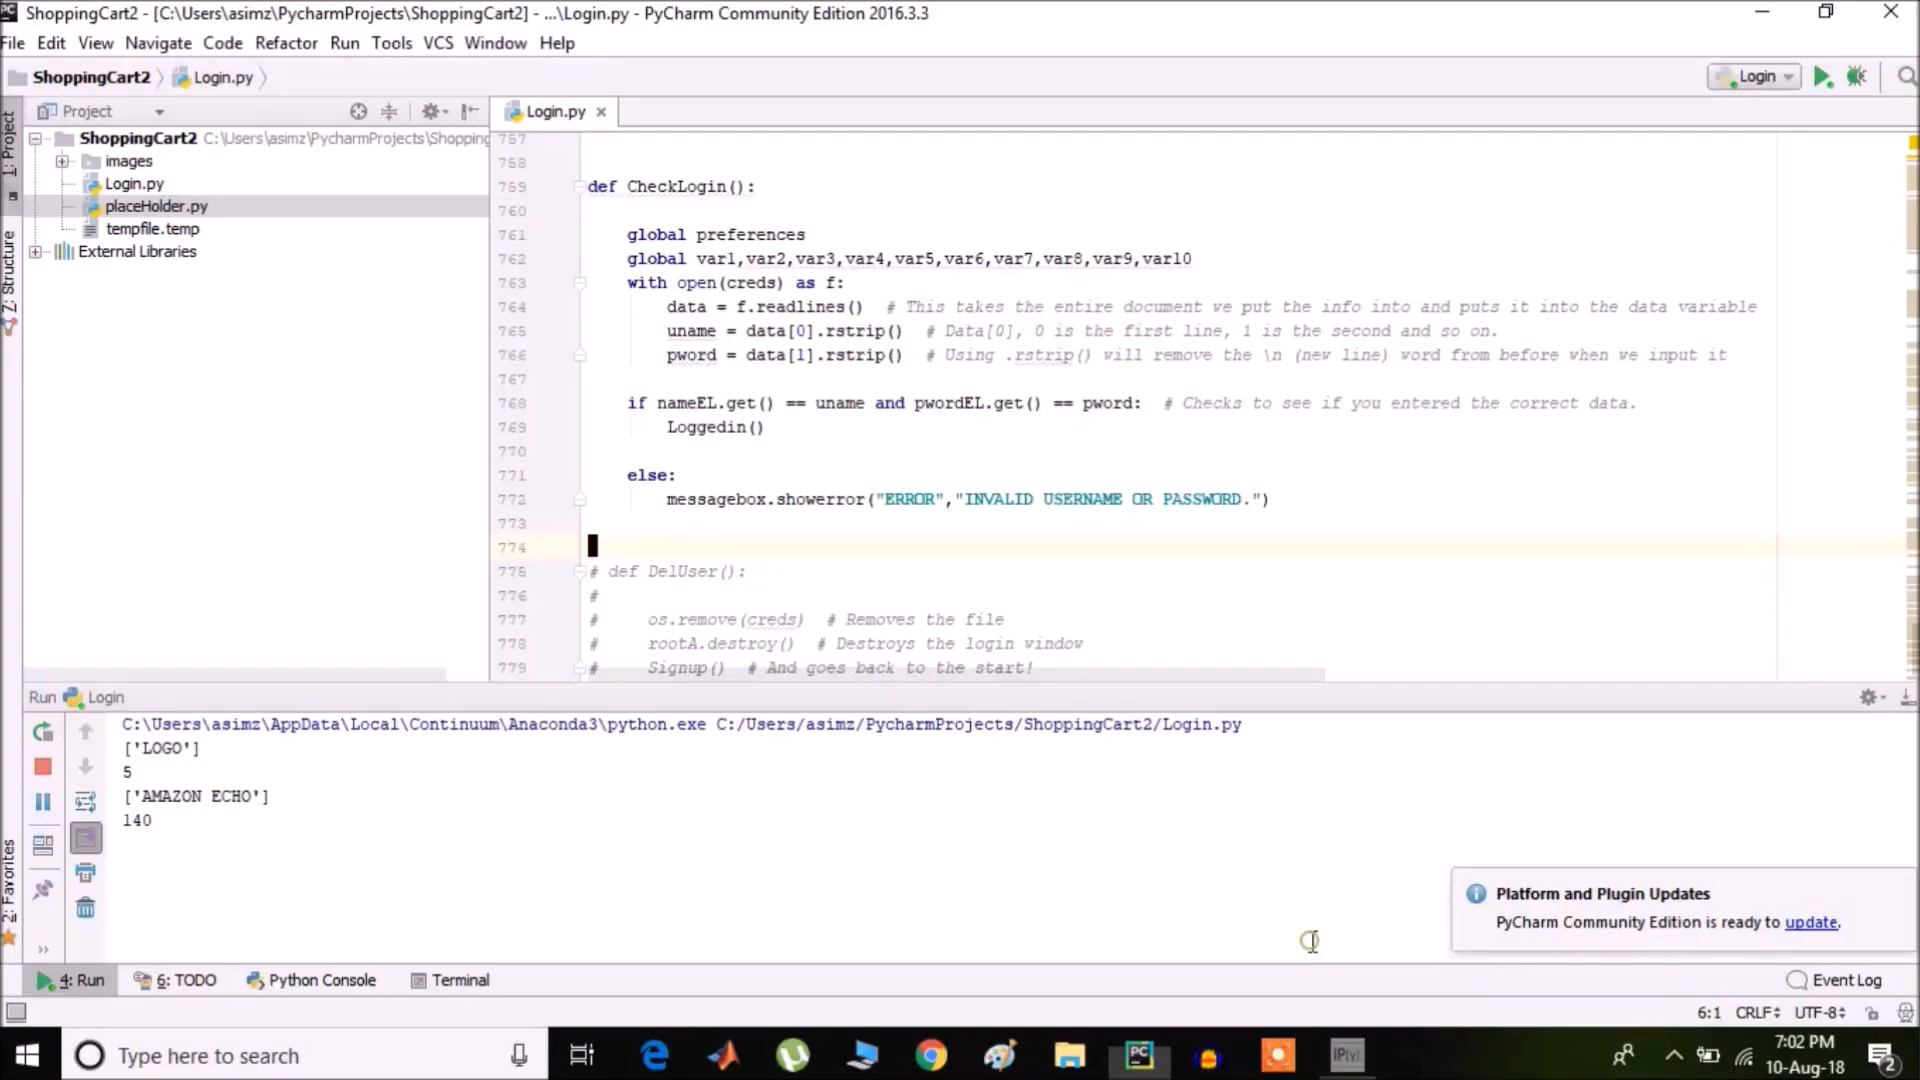 ShoppingCart2 - [C:\Users\asimz\PycharmProjects\ShoppingCart2] - ...\Login.py - PyCharm Community Edition 2016.3.3
File Edit View Navigate Code Refactor Run Tools VCS Window Help
ShoppingCart2 Login.py Login
Project
Login.py
1: Project
ShoppingCart2 C:\Users\asimz\PycharmProjects\Shopping
images
Login.py
placeHolder.py
tempfile.temp
External Libraries
7: Structure
2: Favorites
757
758
759 def CheckLogin():
760
761 global preferences
762 global var1,var2,var3,var4,var5,var6,var7,var8,var9,var10
763 with open(creds) as f:
764 data = f.readlines() # This takes the entire document we put the info into and puts it into the data variable
765 uname = data[0].rstrip() # Data[0], 0 is the first line, 1 is the second and so on.
766 pword = data[1].rstrip() # Using .rstrip() will remove the \n (new line) word from before when we input it
767
768 if nameEL.get() == uname and pwordEL.get() == pword: # Checks to see if you entered the correct data.
769 Loggedin()
770
771 else:
772 messagebox.showerror("ERROR","INVALID USERNAME OR PASSWORD.")
773
774
775 # def DelUser():
776 #
777 # os.remove(creds) # Removes the file
778 # rootA.destroy() # Destroys the login window
779 # Signup() # And goes back to the start!
Run Login
C:\Users\asimz\AppData\Local\Continuum\Anaconda3\python.exe C:/Users/asimz/PycharmProjects/ShoppingCart2/Login.py
['LOGO']
5
['AMAZON ECHO']
140
Platform and Plugin Updates
PyCharm Community Edition is ready to update.
4: Run 6: TODO Python Console Terminal Event Log
6:1 CRLF UTF-8
Type here to search
7:02 PM
10-Aug-18
2